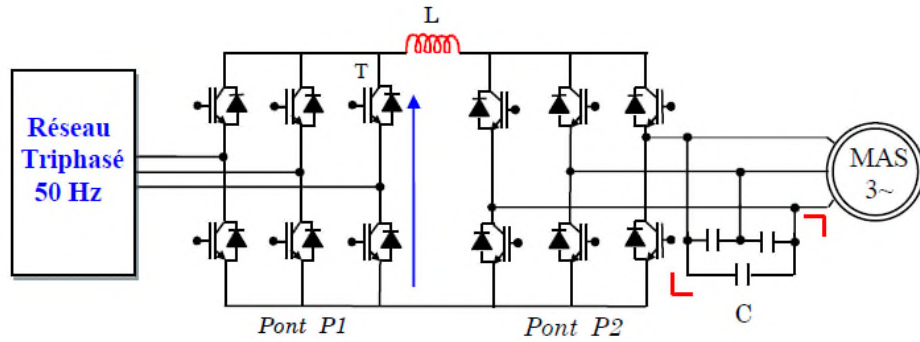 L
T
Réseau
Triphasé
50 Hz
MAS
3~
C
Pont P1
Pont P2